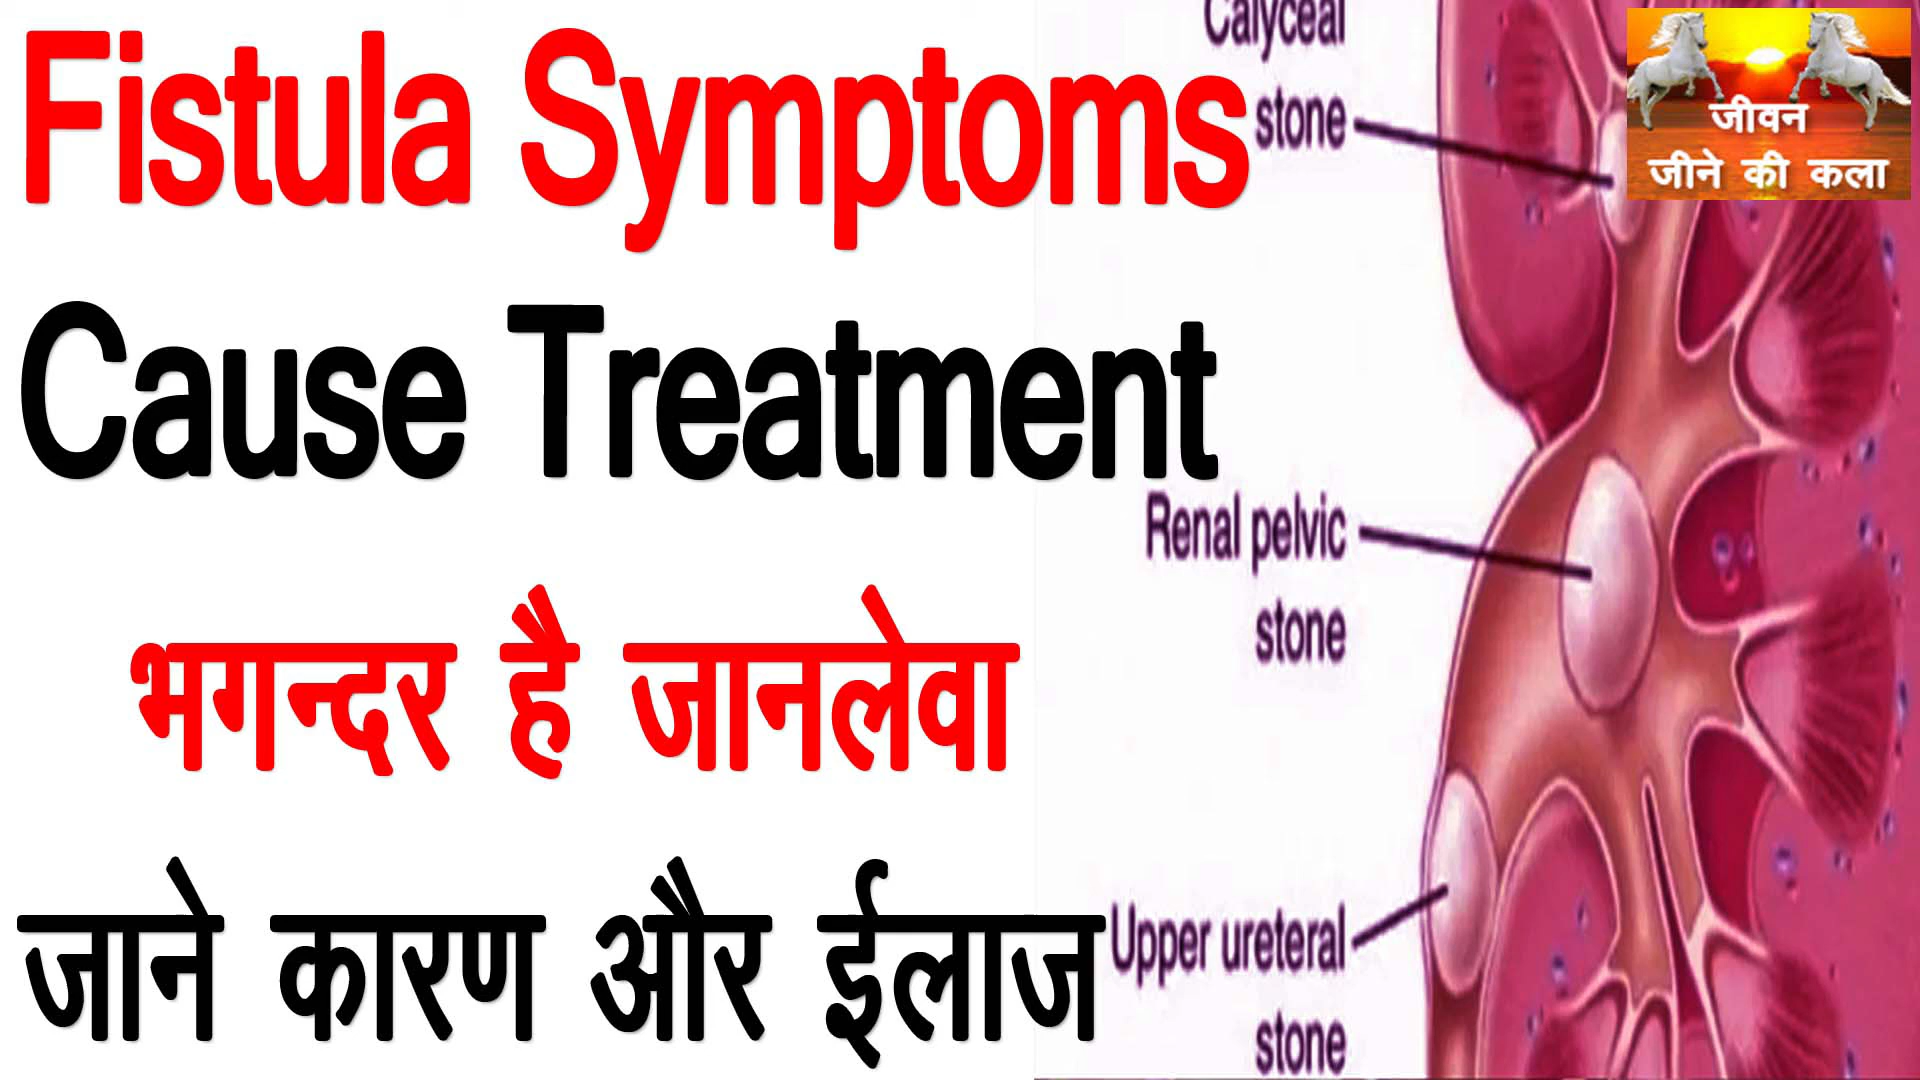 Fistula Symptoms
Cause Treatment
भगन्दर है जानलेवा
जाने कारण और ईलाज
Calyceal
stone
Renal pelvic
stone
Upper ureteral
stone
जीवन
जीने की कला